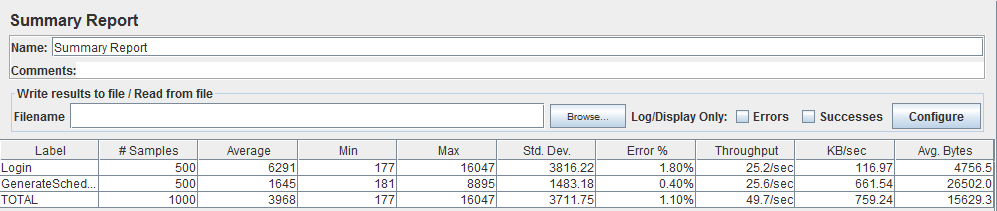 Summary Report
Name: Summary Report
Comments:
Write results to file / Read from file
Filename Browse... Log/Display Only: Errors Successes Configure
Label # Samples Average Min Max Std. Dev. Error % Throughput KB/sec Avg. Bytes
Login 500 6291 177 16047 3816.22 1.80% 25.2/sec 116.97 4756.5
GenerateSched... 500 1645 181 8895 1483.18 0.40% 25.6/sec 661.54 26502.0
TOTAL 1000 3968 177 16047 3711.75 1.10% 49.7/sec 759.24 15629.3